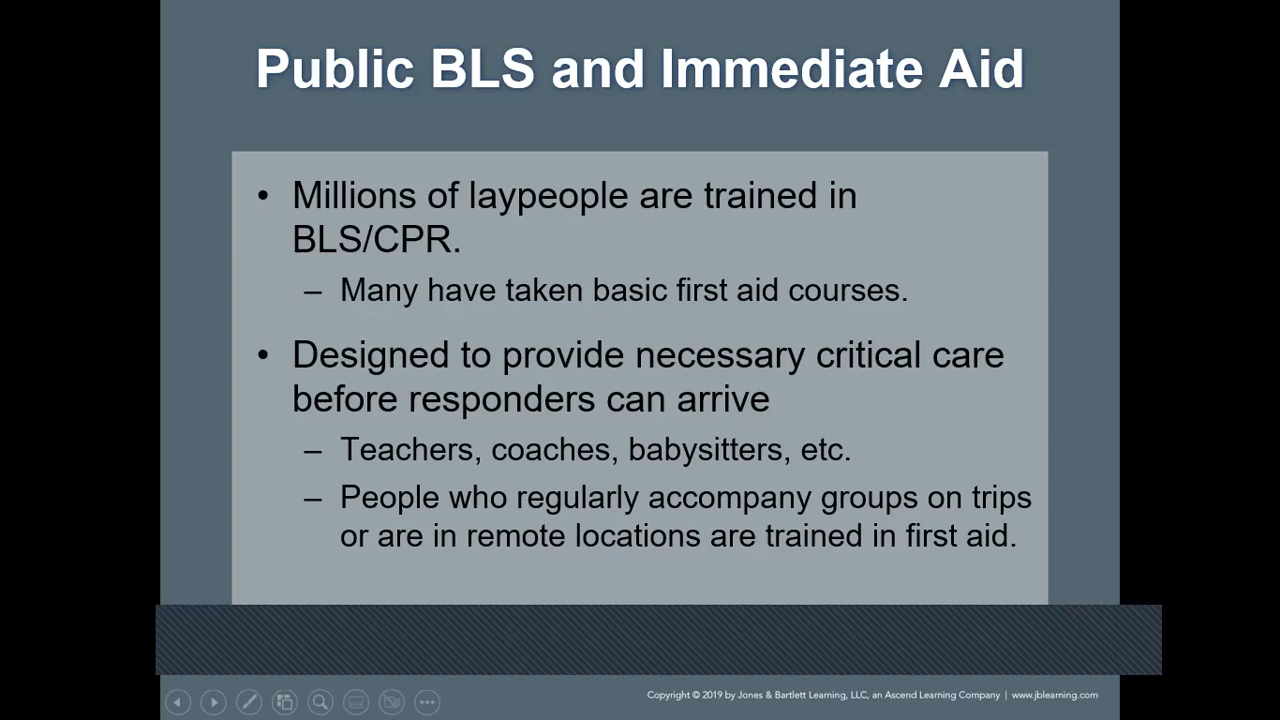 Public BLS and Immediate Aid
• Millions of laypeople are trained in
BLS/CPR.
– Many have taken basic first aid courses.
• Designed to provide necessary critical care
before responders can arrive
– Teachers, coaches, babysitters, etc.
– People who regularly accompany groups on trips
or are in remote locations are trained in first aid.
Copyright © 2019 by Jones & Bartlett Learning, LLC, an Ascend Learning Company | www.jblearning.com